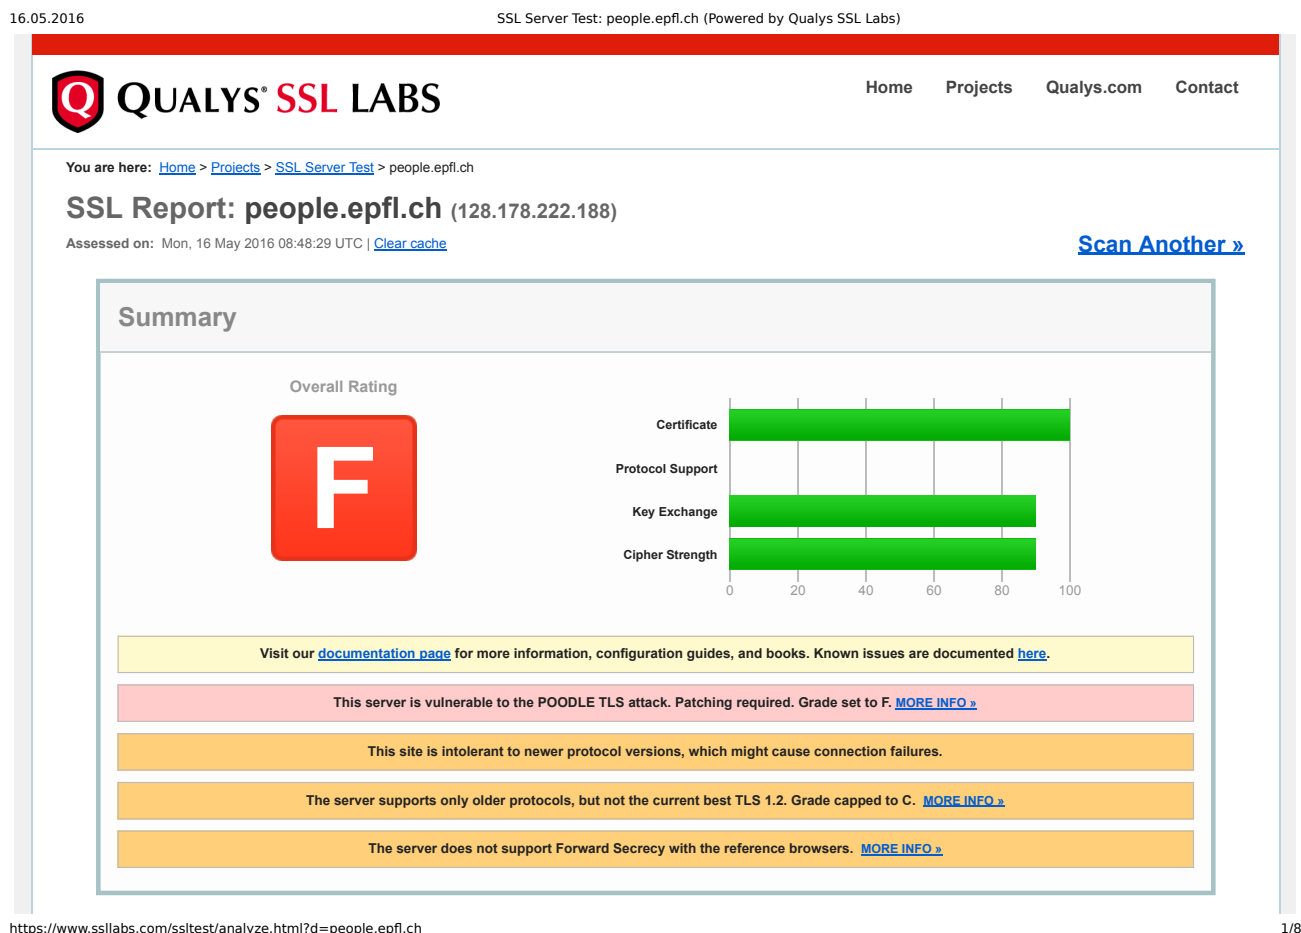 16.05.2016 SSL Server Test: people.epfl.ch (Powered by Qualys SSL Labs)
QUALYS® SSL LABS
Home Projects Qualys.com Contact
You are here: Home > Projects > SSL Server Test > people.epfl.ch
SSL Report: people.epfl.ch (128.178.222.188)
Assessed on: Mon, 16 May 2016 08:48:29 UTC | Clear cache
Scan Another »
Summary
Overall Rating
F
Certificate
Protocol Support
Key Exchange
Cipher Strength
0 20 40 60 80 100
Visit our documentation page for more information, configuration guides, and books. Known issues are documented here.
This server is vulnerable to the POODLE TLS attack. Patching required. Grade set to F. MORE INFO »
This site is intolerant to newer protocol versions, which might cause connection failures.
The server supports only older protocols, but not the current best TLS 1.2. Grade capped to C. MORE INFO »
The server does not support Forward Secrecy with the reference browsers. MORE INFO »
https://www.ssllabs.com/ssltest/analyze.html?d=people.epfl.ch 1/8